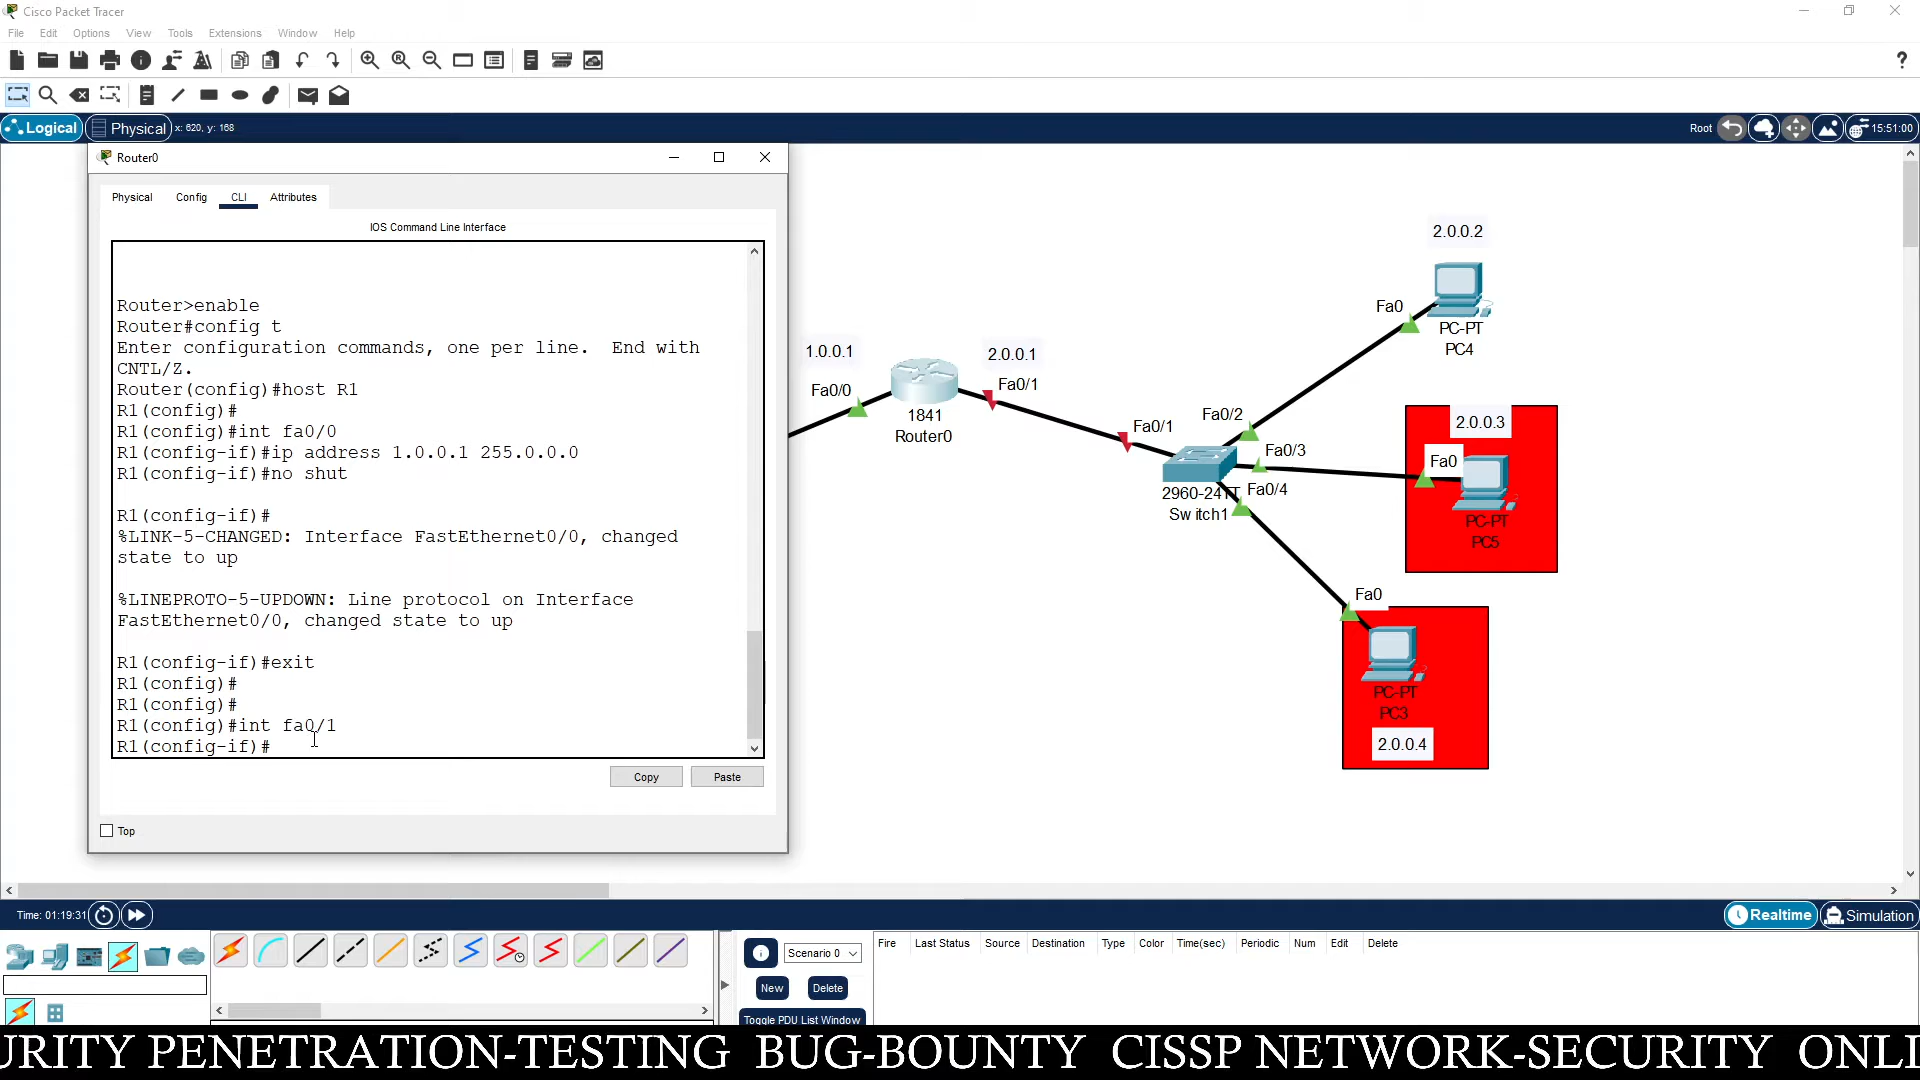 Cisco Packet Tracer
File Edit Options View Tools Extensions Window Help
Logical Physical x: 620, y: 168 Root 15:51:00
Router0
Physical Config CLI Attributes
IOS Command Line Interface
Router>enable
Router#config t
Enter configuration commands, one per line. End with
CNTL/Z.
Router(config)#host R1
R1(config)#
R1(config)#int fa0/0
R1(config-if)#ip address 1.0.0.1 255.0.0.0
R1(config-if)#no shut
R1(config-if)#
%LINK-5-CHANGED: Interface FastEthernet0/0, changed
state to up
%LINEPROTO-5-UPDOWN: Line protocol on Interface
FastEthernet0/0, changed state to up
R1(config-if)#exit
R1(config)#
R1(config)#
R1(config)#int fa0/1
R1(config-if)#
Copy Paste
Top
1.0.0.1
Fa0/0
1841
Router0
2.0.0.1
Fa0/1
Fa0/1
Fa0/2
Fa0/3
Fa0/4
2960-24TT
Switch1
2.0.0.2
Fa0
PC-PT
PC4
2.0.0.3
Fa0
PC-PT
PC5
Fa0
PC-PT
PC3
2.0.0.4
Time: 01:19:31 Realtime Simulation
Scenario 0
New Delete
Toggle PDU List Window
Fire Last Status Source Destination Type Color Time(sec) Periodic Num Edit Delete
URITY PENETRATION-TESTING BUG-BOUNTY CISSP NETWORK-SECURITY ONLI